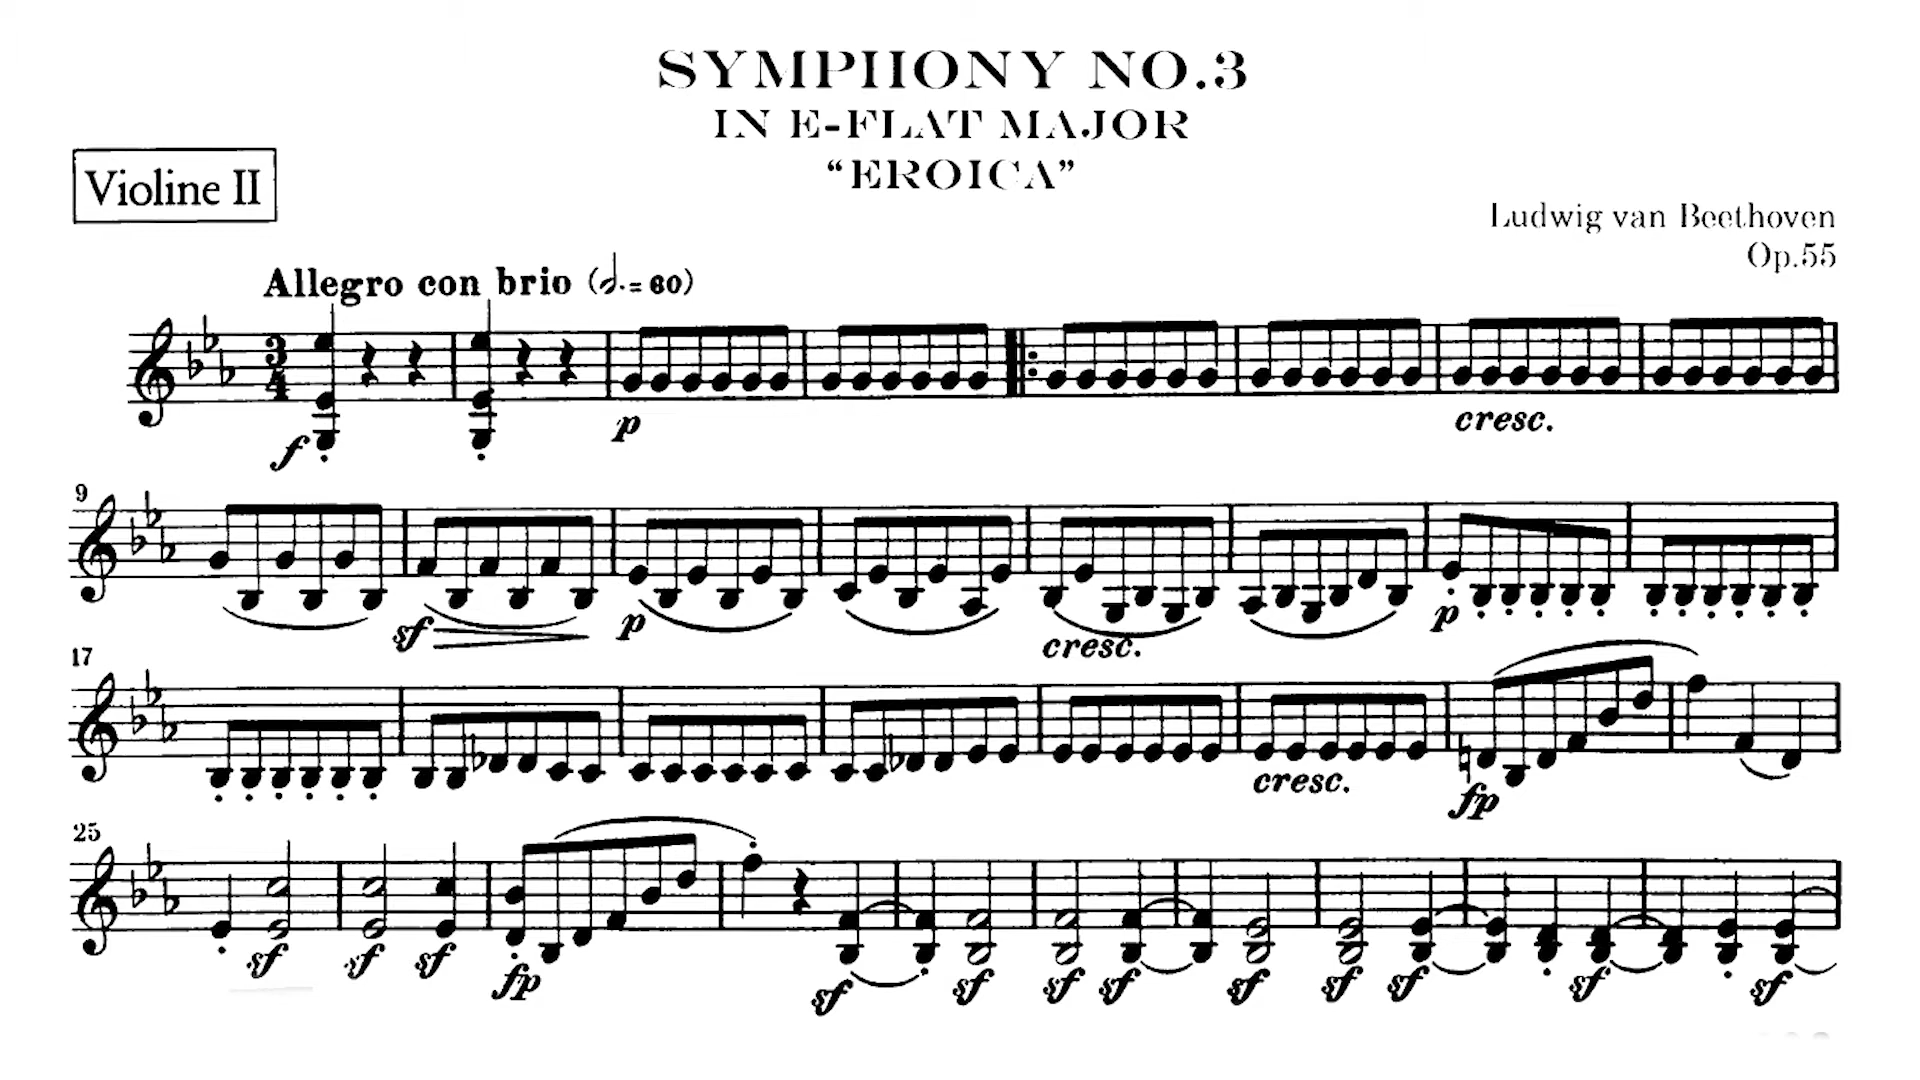 SYMPHONY NO.3
IN E-FLAT MAJOR
“EROICA”
Violine II
Ludwig van Beethoven
Op.55
Allegro con brio (𝅗𝅥. = 60)
3
4
f
p
cresc.
9
sf
p
cresc.
p
17
cresc.
fp
25
sf sf sf fp sf sf sf sf sf sf sf sf sf